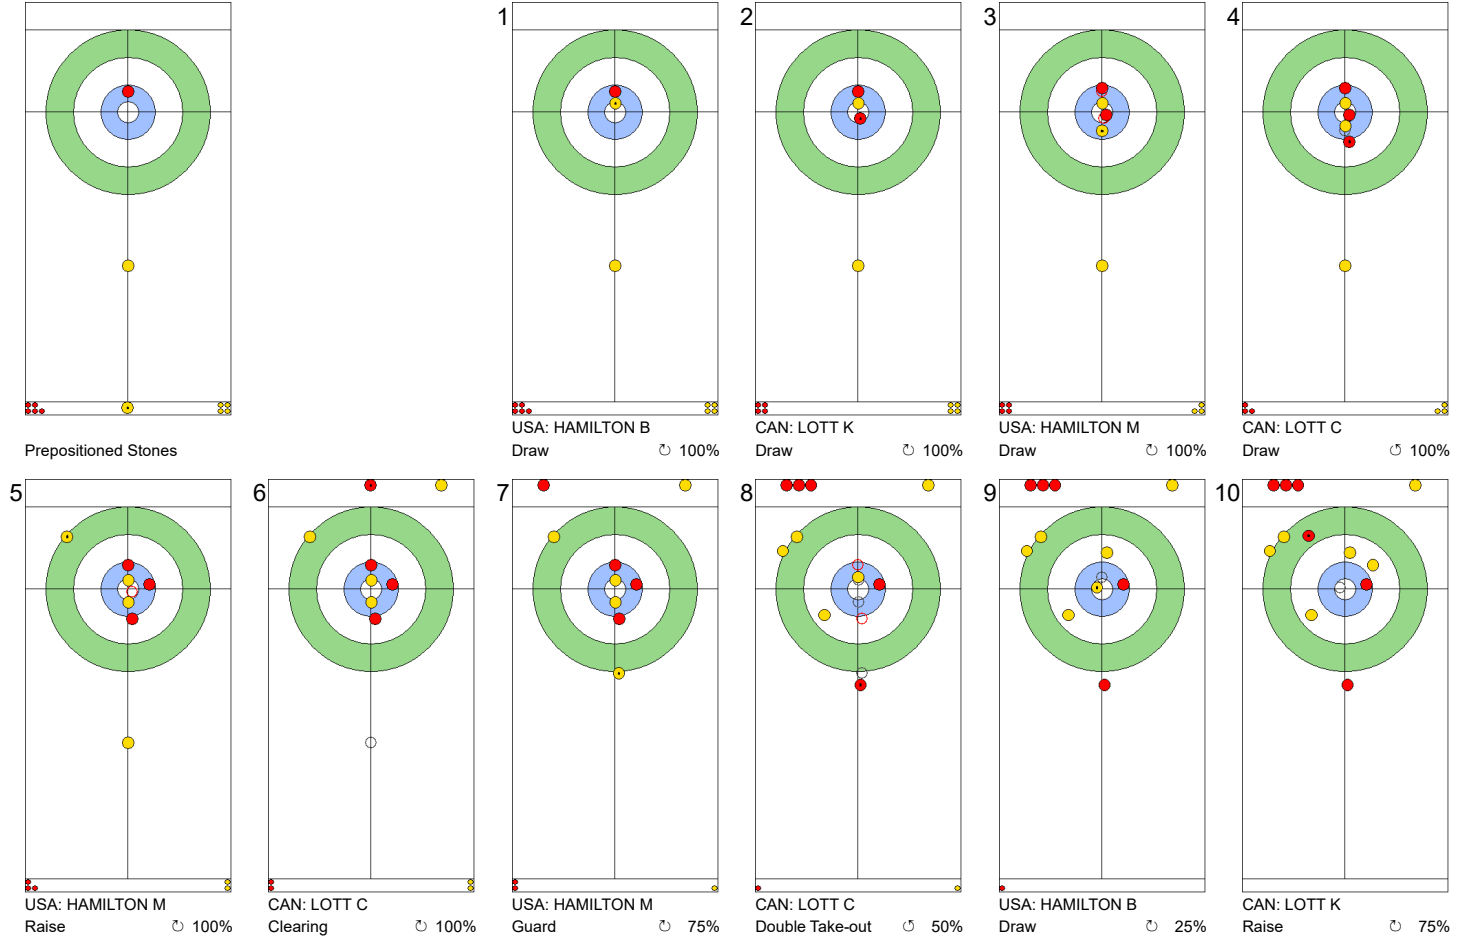 1
2
3
4
Prepositioned Stones
USA: HAMILTON B
Draw ↻ 100%
CAN: LOTT K
Draw ↻ 100%
USA: HAMILTON M
Draw ↻ 100%
CAN: LOTT C
Draw ↺ 100%
5
6
7
8
9
10
USA: HAMILTON M
Raise ↻ 100%
CAN: LOTT C
Clearing ↻ 100%
USA: HAMILTON M
Guard ↻ 75%
CAN: LOTT C
Double Take-out ↺ 50%
USA: HAMILTON B
Draw ↻ 25%
CAN: LOTT K
Raise ↻ 75%